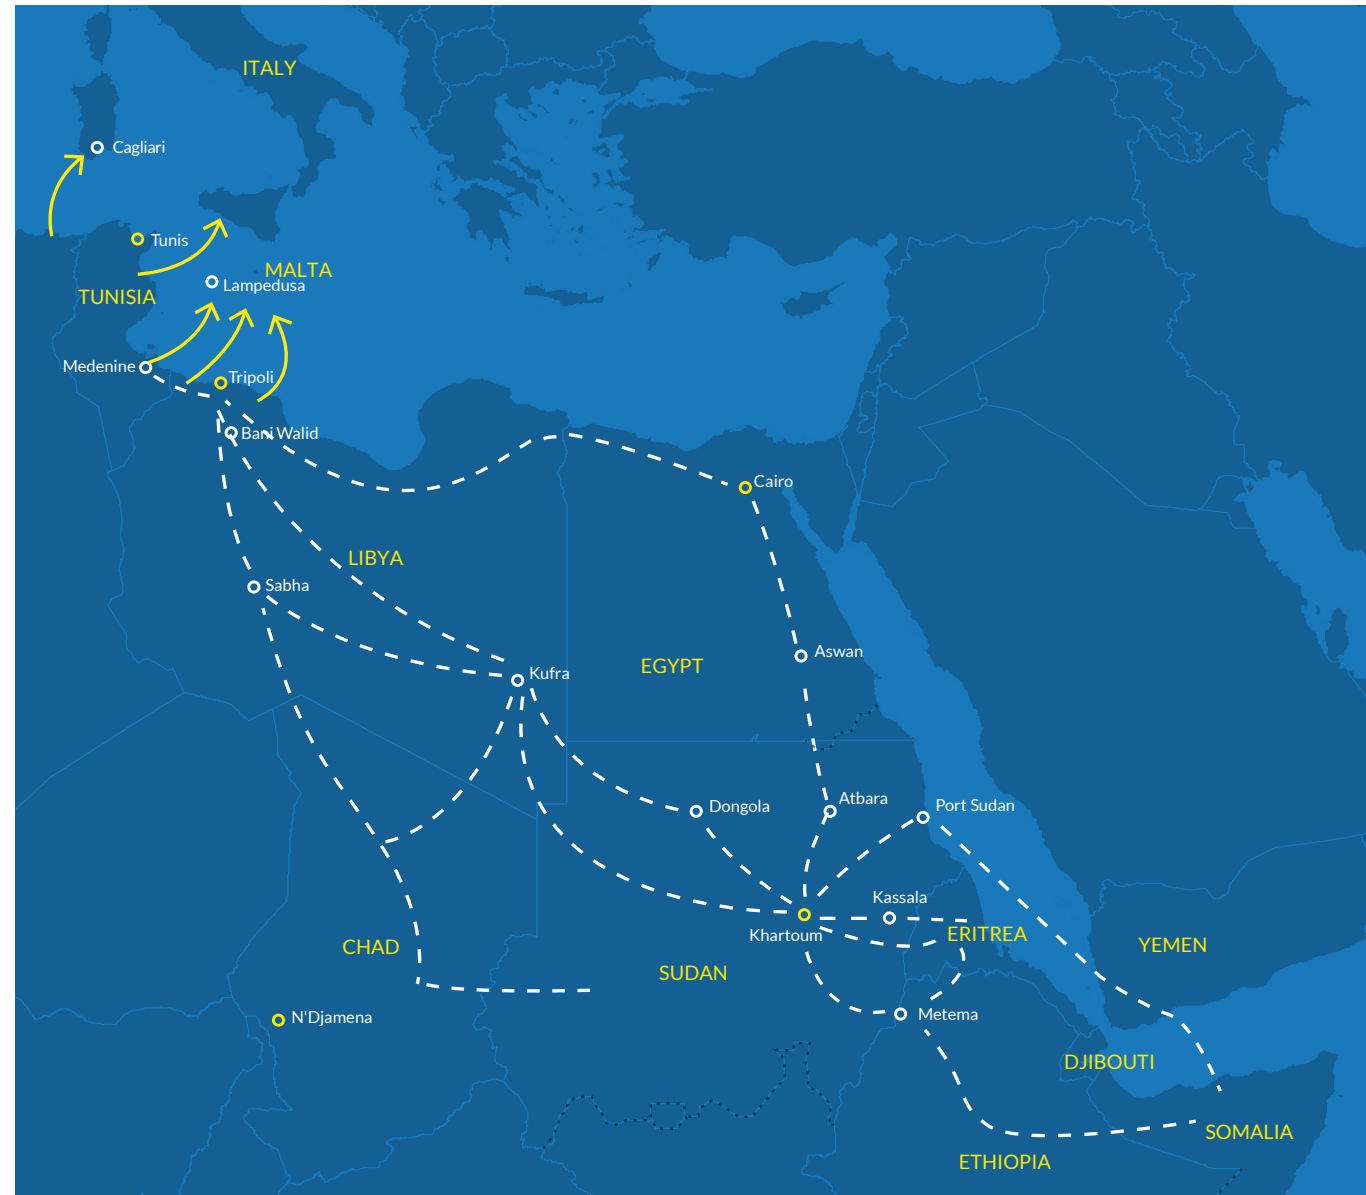 ITALY
Cagliari
Tunis
MALTA
Lampedusa
TUNISIA
Medenine
Tripoli
Bani Walid
Cairo
LIBYA
Sabha
Aswan
EGYPT
Kufra
Dongola
Atbara
Port Sudan
Kassala
Khartoum
ERITREA
CHAD
YEMEN
SUDAN
N'Djamena
Metema
DJIBOUTI
SOMALIA
ETHIOPIA